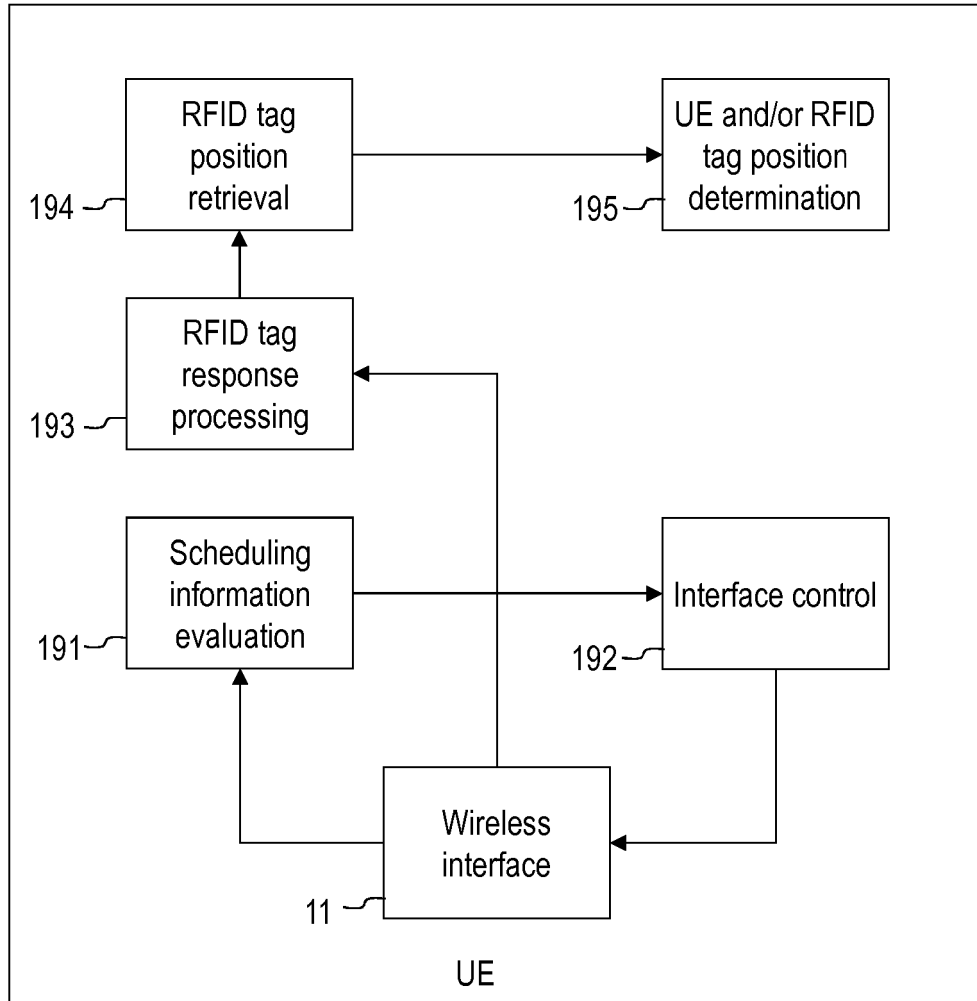 RFID tag
position
retrieval
194
UE and/or RFID
tag position
determination
195
RFID tag
response
processing
193
Scheduling
information
evaluation
191
Interface control
192
Wireless
interface
11
UE